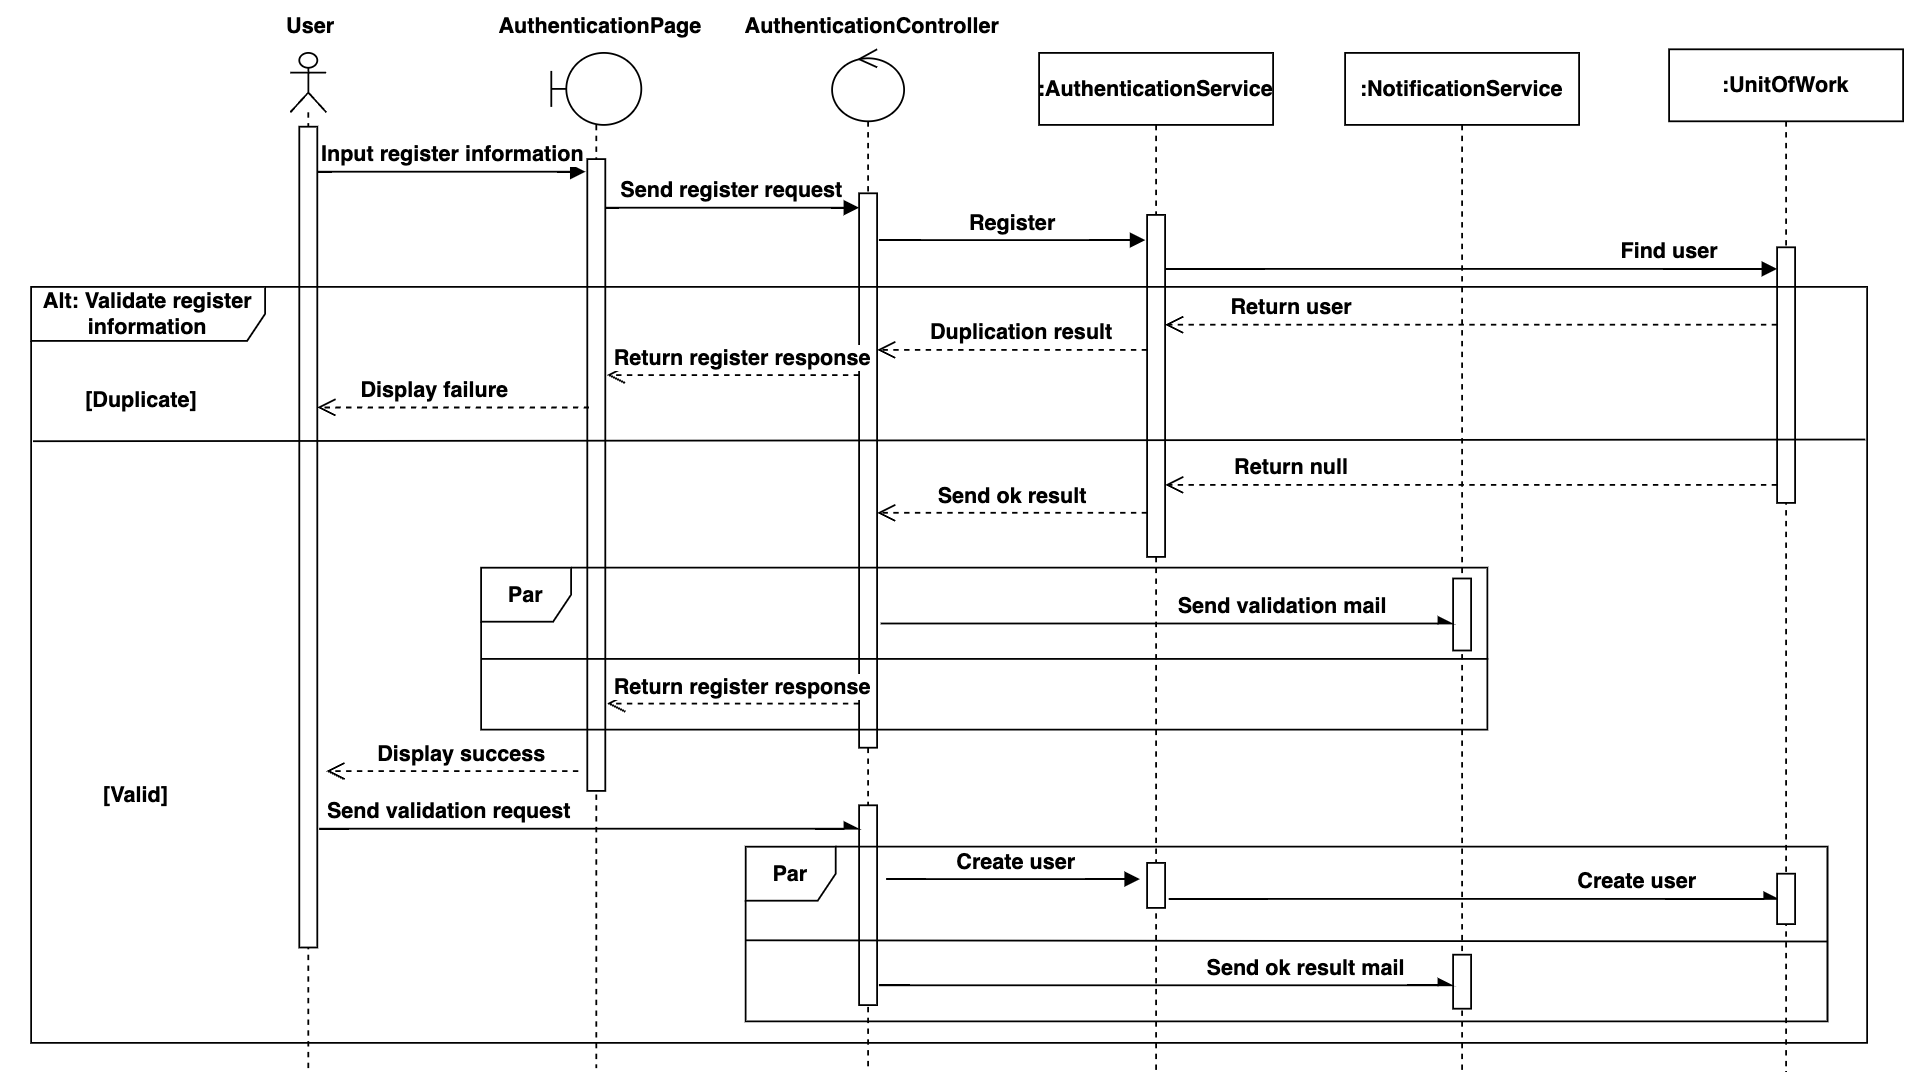 User
AuthenticationPage
AuthenticationController
:AuthenticationService
:NotificationService
:UnitOfWork
Input register information
Send register request
Register
Find user
Alt: Validate register
information
Return user
Duplication result
Return register response
Display failure
[Duplicate]
Return null
Send ok result
Par
Send validation mail
Return register response
Display success
[Valid]
Send validation request
Par
Create user
Create user
Send ok result mail